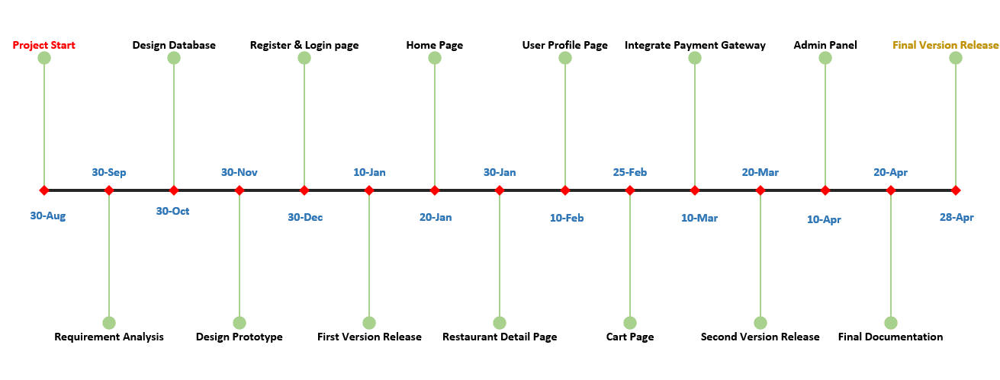 Project Start
Design Database
Register & Login page
Home Page
User Profile Page
Integrate Payment Gateway
Admin Panel
Final Version Release
30-Sep
30-Nov
10-Jan
30-Jan
25-Feb
20-Mar
20-Apr
30-Aug
30-Oct
30-Dec
20-Jan
10-Feb
10-Mar
10-Apr
28-Apr
Requirement Analysis
Design Prototype
First Version Release
Restaurant Detail Page
Cart Page
Second Version Release
Final Documentation